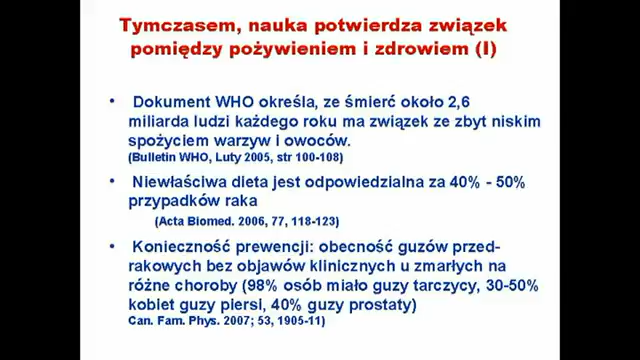 Tymczasem, nauka potwierdza związek
pomiędzy pożywieniem i zdrowiem (I)
• Dokument WHO określa, ze śmierć około 2,6
miliarda ludzi każdego roku ma związek ze zbyt niskim
spożyciem warzyw i owoców.
(Bulletin WHO, Luty 2005, str 100-108)
• Niewłaściwa dieta jest odpowiedzialna za 40% - 50%
przypadków raka
(Acta Biomed. 2006, 77, 118-123)
• Konieczność prewencji: obecność guzów przed-
rakowych bez objawów klinicznych u zmarłych na
różne choroby (98% osób miało guzy tarczycy, 30-50%
kobiet guzy piersi, 40% guzy prostaty)
Can. Fam. Phys. 2007; 53, 1905-11)